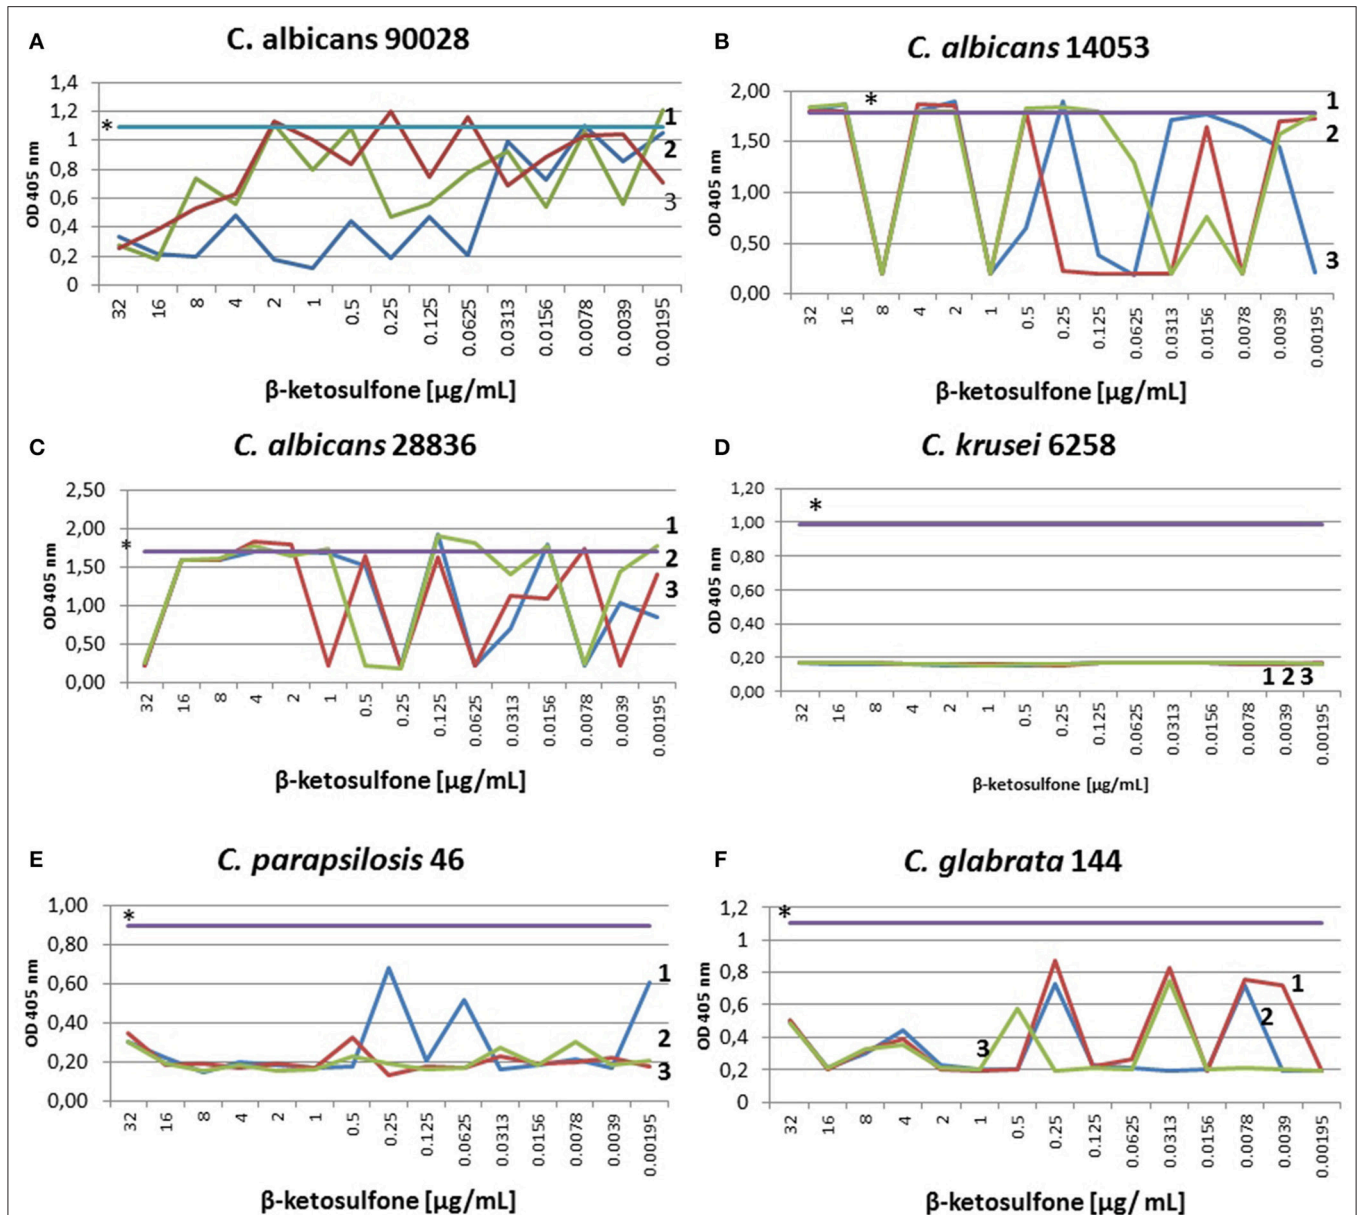 A
C. albicans 90028
OD 405 nm
1,4
1,2
1
0,8
0,6
0,4
0,2
0
*
1
2
3
32 16 8 4 2 1 0.5 0.25 0.125 0.0625 0.0313 0.0156 0.0078 0.0039 0.00195
β-ketosulfone [µg/mL]
B
C. albicans 14053
OD 405 nm
2,00
1,50
1,00
0,50
0,00
*
1
2
3
32 16 8 4 2 1 0.5 0.25 0.125 0.0625 0.0313 0.0156 0.0078 0.0039 0.00195
β-ketosulfone [µg/mL]
C
C. albicans 28836
OD 405 nm
2,50
2,00
1,50
1,00
0,50
0,00
*
1
2
3
32 16 8 4 2 1 0.5 0.25 0.125 0.0625 0.0313 0.0156 0.0078 0.0039 0.00195
β-ketosulfone [µg/mL]
D
C. krusei 6258
OD 405 nm
1,20
1,00
0,80
0,60
0,40
0,20
0,00
*
1 2 3
32 16 8 4 2 1 0.5 0.25 0.125 0.0625 0.0313 0.0156 0.0078 0.0039 0.00195
β-ketosulfone [µg/mL]
E
C. parapsilosis 46
OD 405 nm
1,00
0,80
0,60
0,40
0,20
0,00
*
1
2
3
32 16 8 4 2 1 0.5 0.25 0.125 0.0625 0.0313 0.0156 0.0078 0.0039 0.00195
β-ketosulfone [µg/mL]
F
C. glabrata 144
OD 405 nm
1,2
1
0,8
0,6
0,4
0,2
0
*
1
2
3
32 16 8 4 2 1 0.5 0.25 0.125 0.0625 0.0313 0.0156 0.0078 0.0039 0.00195
β-ketosulfone [µg/ mL]